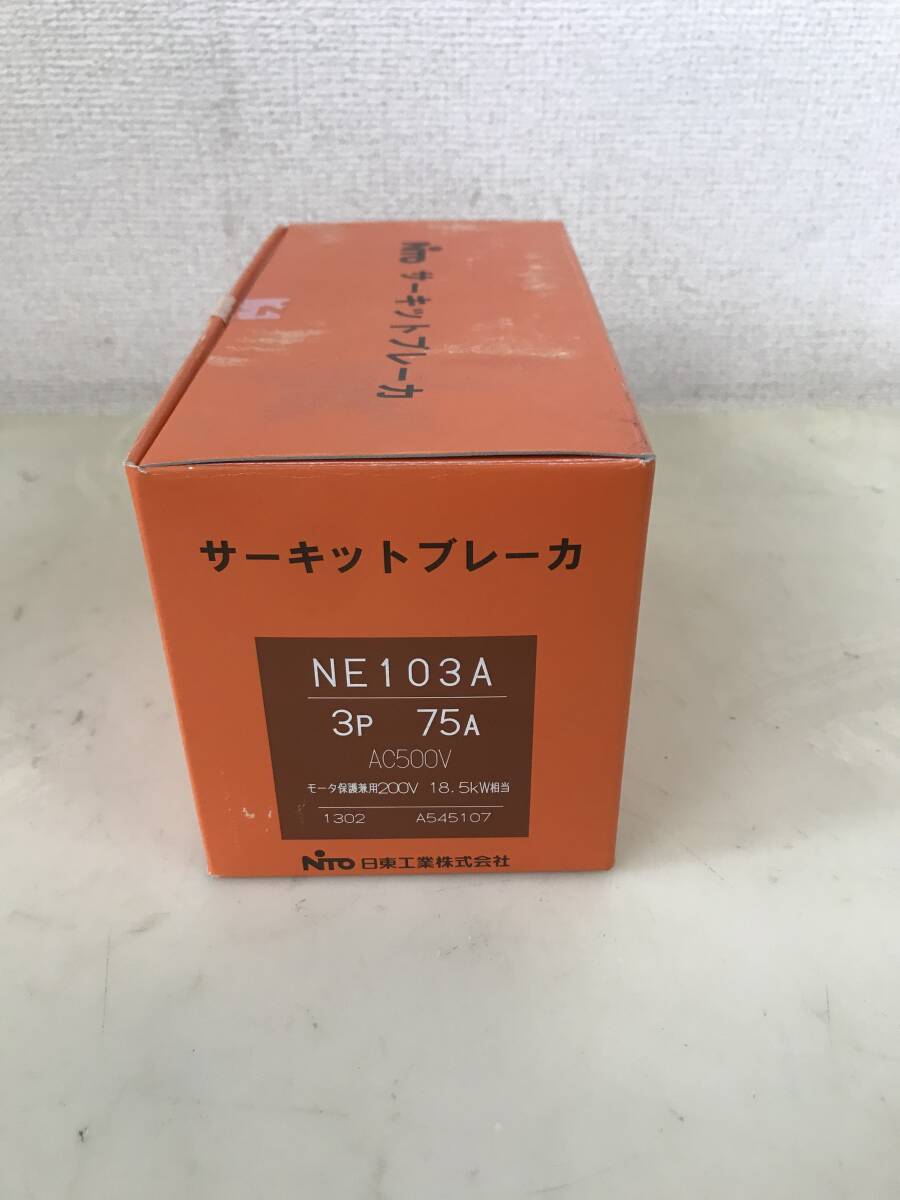 NiTO サーキットブレーカ
サーキットブレーカ
NE103A
3P 75A
AC500V
モータ保護兼用200V 18.5kW相当
1302 A545107
NiTO 日東工業株式会社